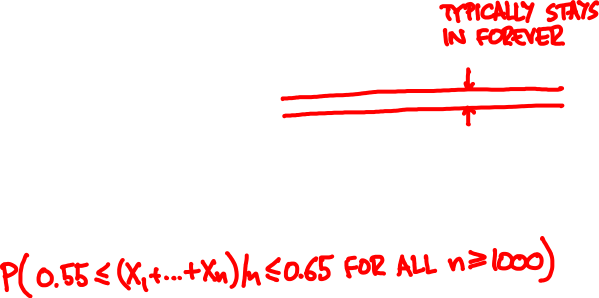 TYPICALLY STAYS
IN FOREVER
P(0.55≤(X₁+...+Xn)/n≤0.65 FOR ALL n≥1000)